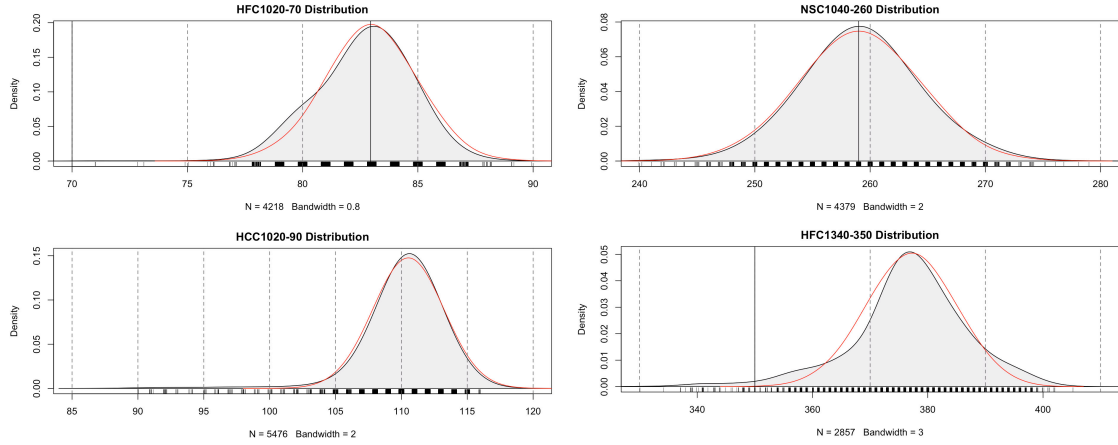 HFC1020-70 Distribution
Density
0.00 0.05 0.10 0.15 0.20
70 75 80 85 90
N = 4218 Bandwidth = 0.8
NSC1040-260 Distribution
Density
0.00 0.02 0.04 0.06 0.08
240 250 260 270 280
N = 4379 Bandwidth = 2
HCC1020-90 Distribution
Density
0.00 0.05 0.10 0.15
85 90 95 100 105 110 115 120
N = 5476 Bandwidth = 2
HFC1340-350 Distribution
Density
0.00 0.01 0.02 0.03 0.04 0.05
340 360 380 400
N = 2857 Bandwidth = 3